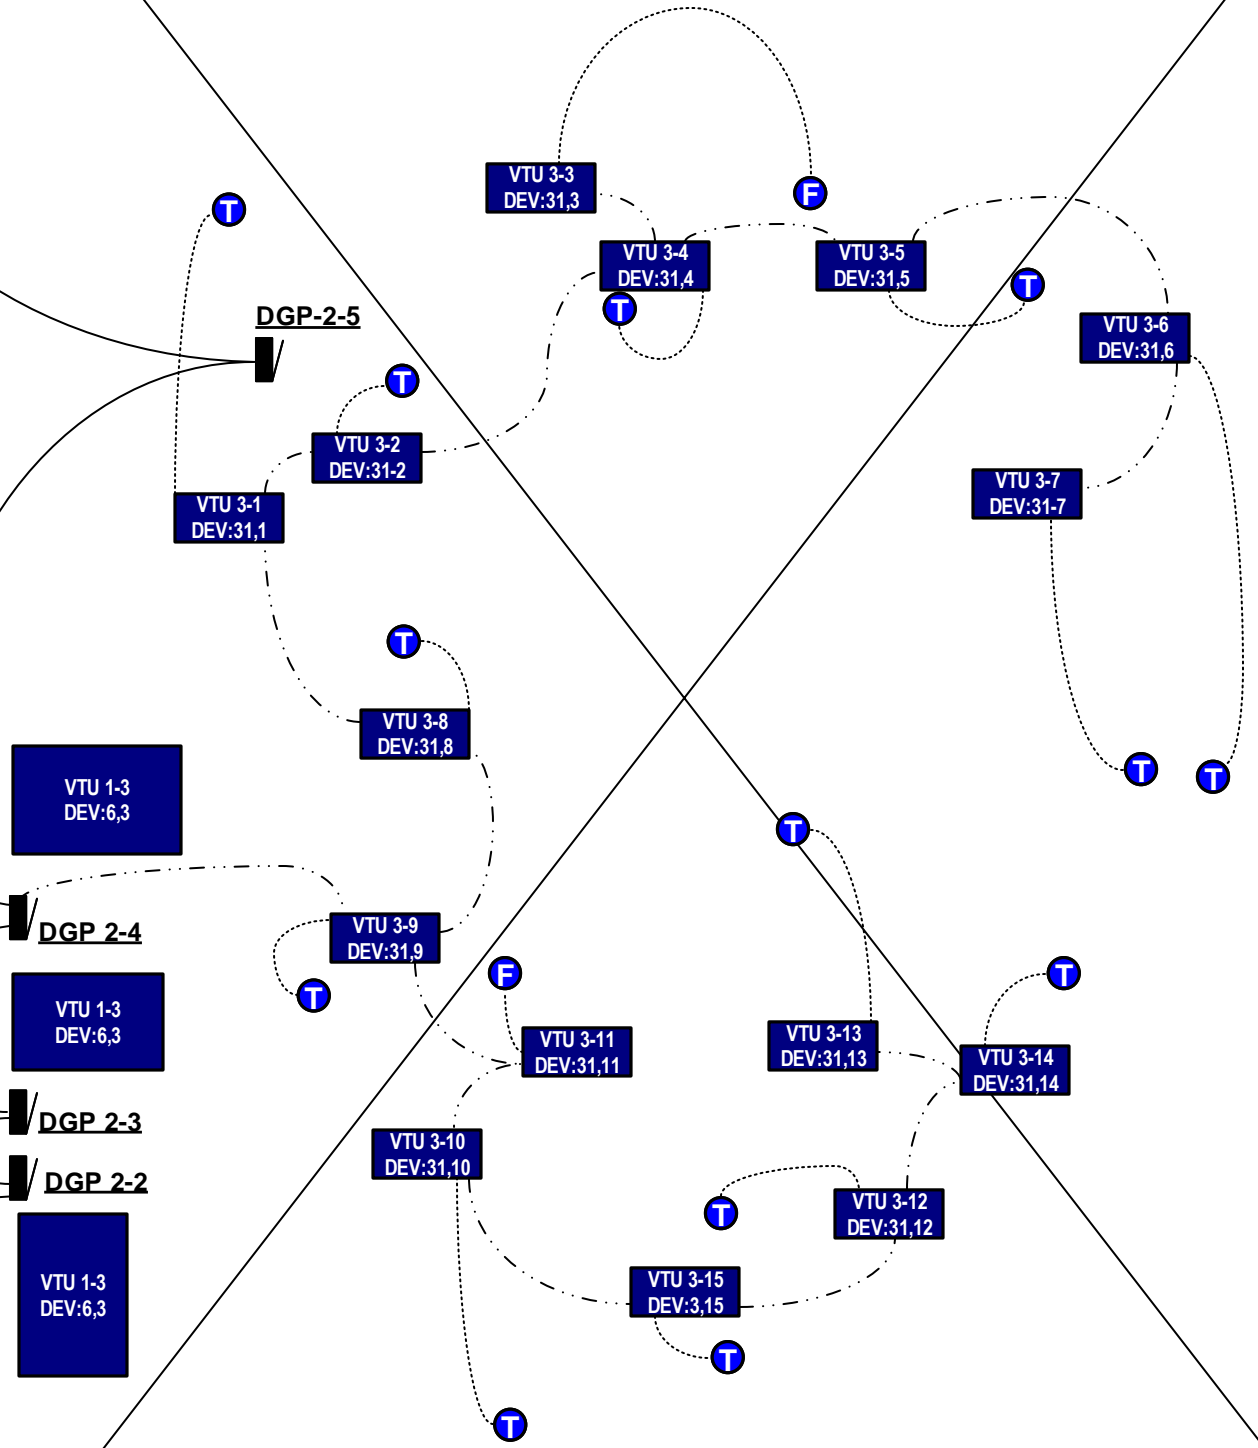 VTU 3-3
DEV:31,3
F
T
VTU 3-4
DEV:31,4
T
VTU 3-5
DEV:31,5
T
DGP-2-5
VTU 3-6
DEV:31,6
T
VTU 3-2
DEV:31-2
VTU 3-1
DEV:31,1
VTU 3-7
DEV:31-7
T
VTU 3-8
DEV:31,8
VTU 1-3
DEV:6,3
T
T
T
DGP 2-4
VTU 3-9
DEV:31,9
T
F
T
VTU 1-3
DEV:6,3
VTU 3-11
DEV:31,11
VTU 3-13
DEV:31,13
VTU 3-14
DEV:31,14
DGP 2-3
VTU 3-10
DEV:31,10
DGP 2-2
T
VTU 3-12
DEV:31,12
VTU 1-3
DEV:6,3
VTU 3-15
DEV:3,15
T
T